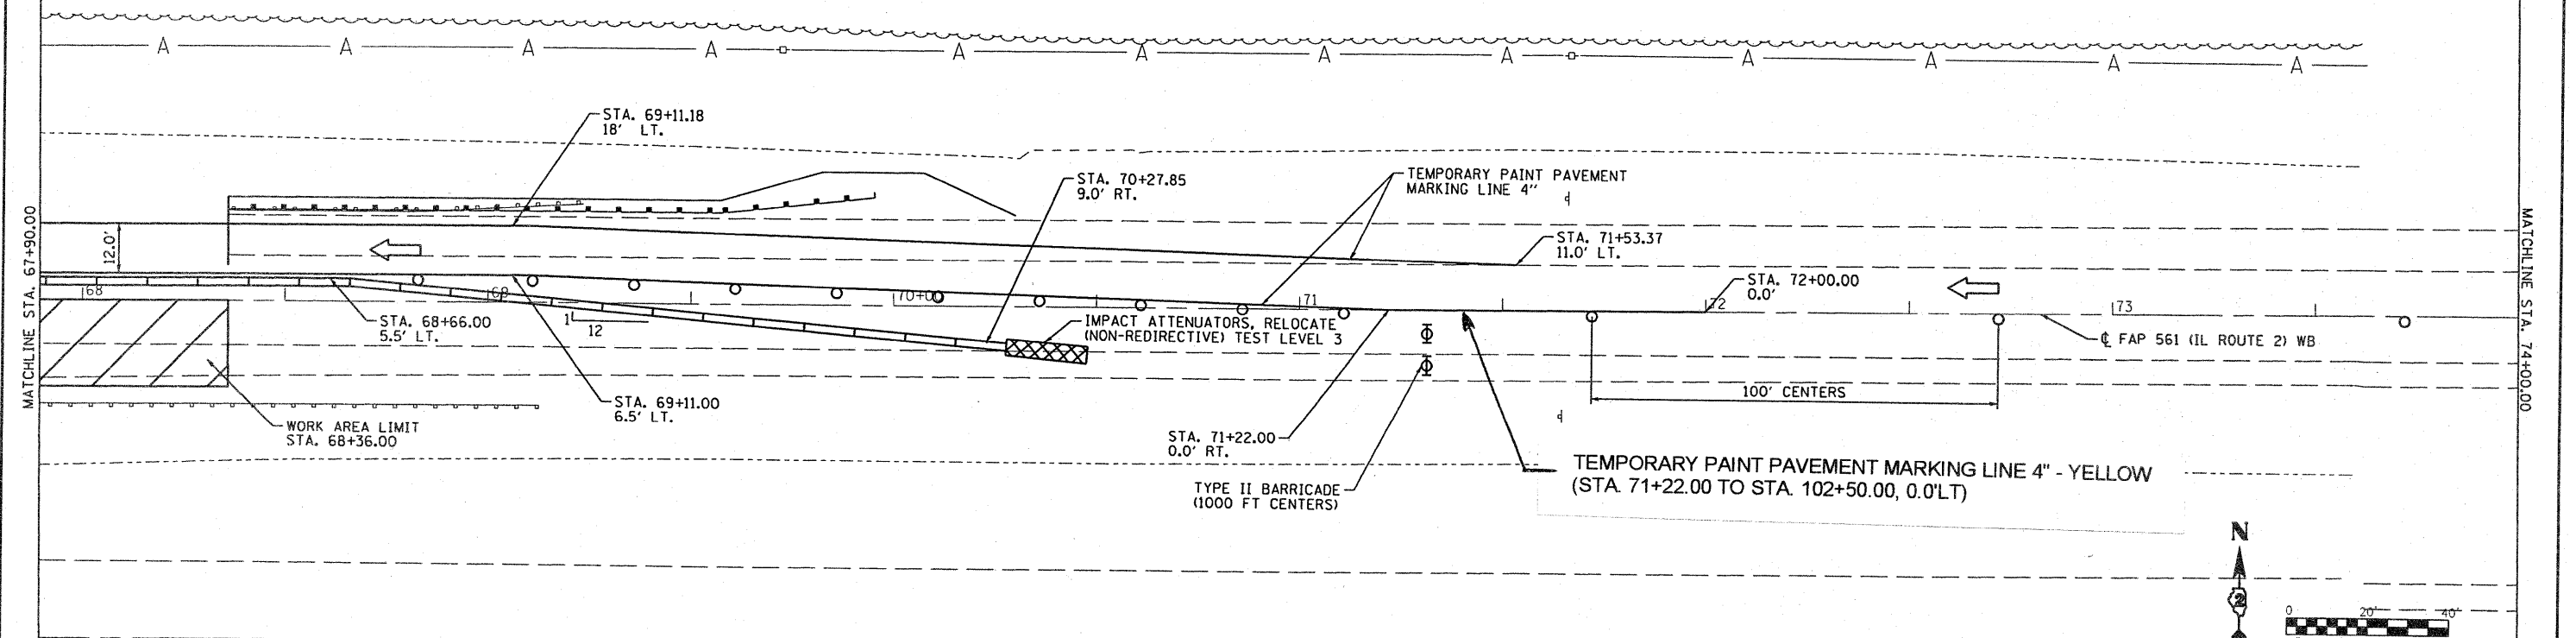 A A A A A A A A A A A A
STA. 69+11.18
18' LT.
STA. 70+27.85
9.0' RT.
TEMPORARY PAINT PAVEMENT
MARKING LINE 4"
STA. 71+53.37
11.0' LT.
STA. 72+00.00
0.0'
MATCHLINE STA. 67+90.00
12.0'
68
69
70+00
71
72
73
MATCHLINE STA. 74+00.00
STA. 68+66.00
5.5' LT.
1
12
IMPACT ATTENUATORS, RELOCATE
(NON-REDIRECTIVE) TEST LEVEL 3
℄ FAP 561 (IL ROUTE 2) WB
100' CENTERS
STA. 69+11.00
6.5' LT.
WORK AREA LIMIT
STA. 68+36.00
STA. 71+22.00
0.0' RT.
TYPE II BARRICADE
(1000 FT CENTERS)
TEMPORARY PAINT PAVEMENT MARKING LINE 4" - YELLOW
(STA. 71+22.00 TO STA. 102+50.00, 0.0'LT)
N
2
0 20' 40'